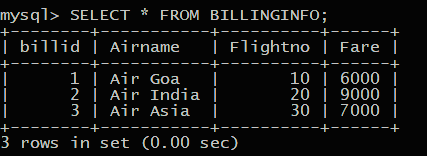 mysql> SELECT * FROM BILLINGINFO;
+--------+-----------+----------+------+
| billid | Airname   | Flightno | Fare |
+--------+-----------+----------+------+
|      1 | Air Goa   |       10 | 6000 |
|      2 | Air India |       20 | 9000 |
|      3 | Air Asia  |       30 | 7000 |
+--------+-----------+----------+------+
3 rows in set (0.00 sec)